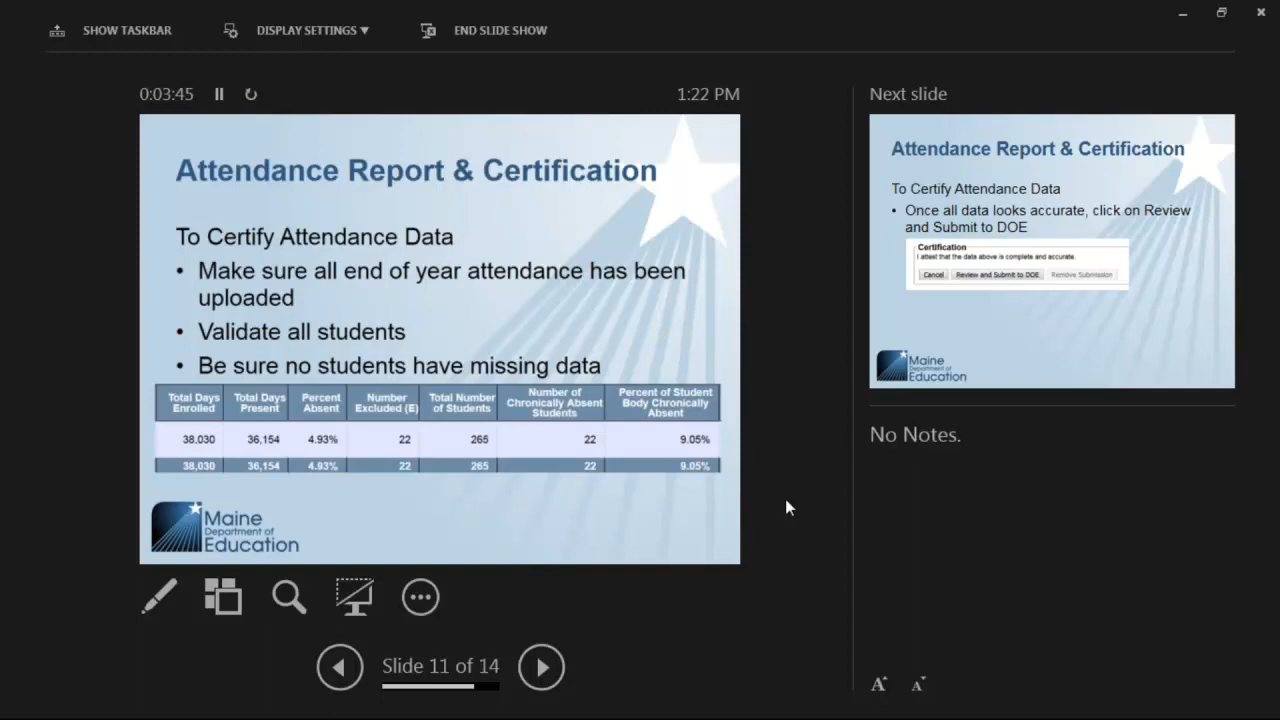 SHOW TASKBAR DISPLAY SETTINGS ▼ END SLIDE SHOW
0:03:45 1:22 PM
Attendance Report & Certification
To Certify Attendance Data
• Make sure all end of year attendance has been
uploaded
• Validate all students
• Be sure no students have missing data
Total Days Enrolled Total Days Present Percent Absent Number Excluded (E) Total Number of Students Number of Chronically Absent Students Percent of Student Body Chronically Absent
38,030 36,154 4.93% 22 265 22 9.05%
38,030 36,154 4.93% 22 265 22 9.05%
Maine
Department of
Education
Slide 11 of 14
Next slide
Attendance Report & Certification
To Certify Attendance Data
• Once all data looks accurate, click on Review
and Submit to DOE
Certification
I attest that the data above is complete and accurate.
Cancel Review and Submit to DOE Remove Submission
Maine
Department of
Education
No Notes.
A A